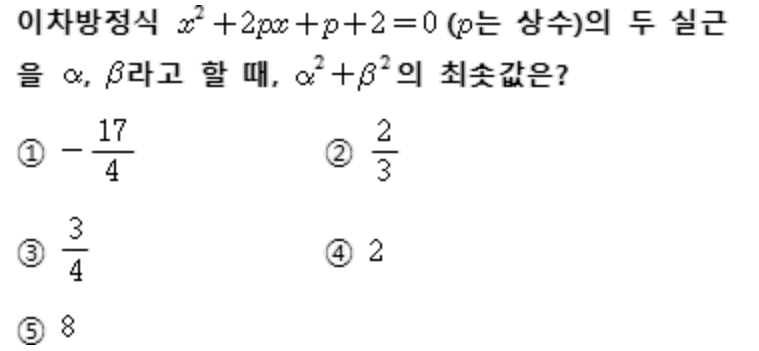 이차방정식 x²+2px+p+2=0 (p는 상수)의 두 실근
을 α, β라고 할 때, α²+β²의 최솟값은?
① -17/4 ② 2/3
③ 3/4 ④ 2
⑤ 8